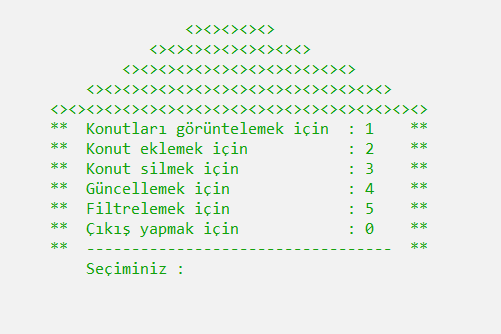 <><><><><>
<><><><><><><><><>
<><><><><><><><><><><><><>
<><><><><><><><><><><><><><><><><>
<><><><><><><><><><><><><><><><><><><><><>
** Konutları görüntelemek için : 1 **
** Konut eklemek için : 2 **
** Konut silmek için : 3 **
** Güncellemek için : 4 **
** Filtrelemek için : 5 **
** Çıkış yapmak için : 0 **
** ---------------------------------- **
Seçiminiz :